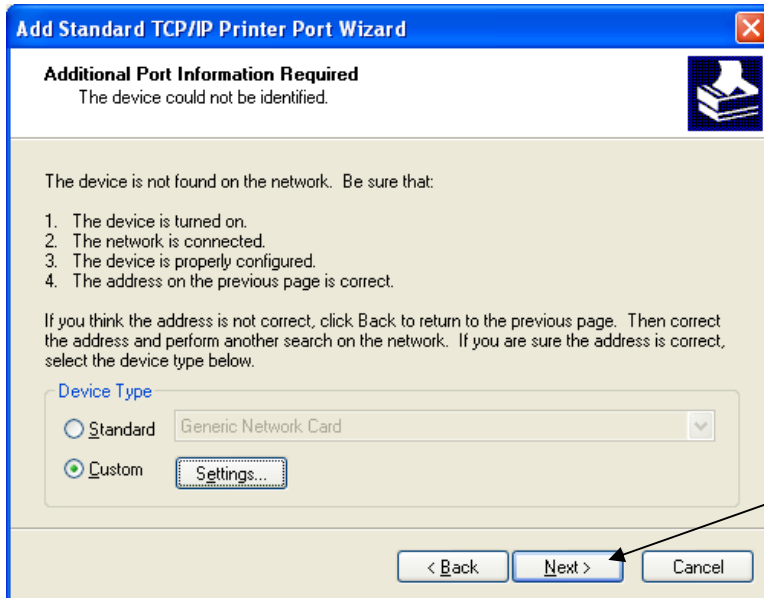 Add Standard TCP/IP Printer Port Wizard
Additional Port Information Required
The device could not be identified.
The device is not found on the network.  Be sure that:
1.  The device is turned on.
2.  The network is connected.
3.  The device is properly configured.
4.  The address on the previous page is correct.
If you think the address is not correct, click Back to return to the previous page.  Then correct
the address and perform another search on the network.  If you are sure the address is correct,
select the device type below.
Device Type
Standard Generic Network Card
Custom Settings...
< Back Next > Cancel